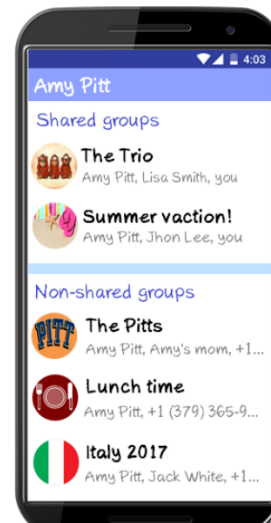 4:03
Amy Pitt
Shared groups
The Trio
Amy Pitt, Lisa Smith, you
Summer vaction!
Amy Pitt, Jhon Lee, you
Non-shared groups
PITT
The Pitts
Amy Pitt, Amy's mom, +1...
Lunch time
Amy Pitt, +1 (379) 365-9...
Italy 2017
Amy Pitt, Jack White, +1...